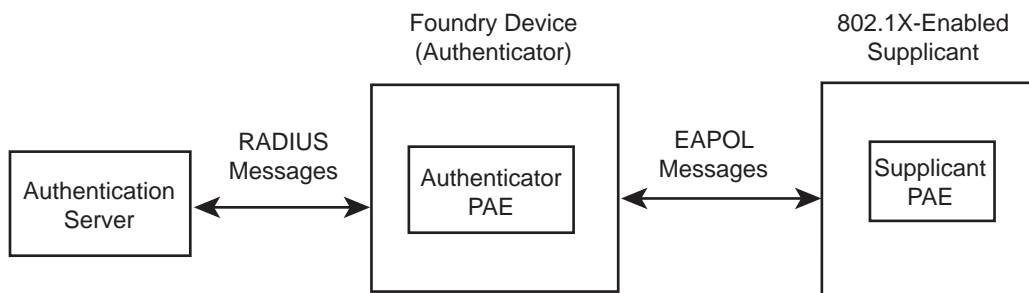 Foundry Device
(Authenticator)
802.1X-Enabled
Supplicant
RADIUS
Messages
EAPOL
Messages
Authentication
Server
Authenticator
PAE
Supplicant
PAE